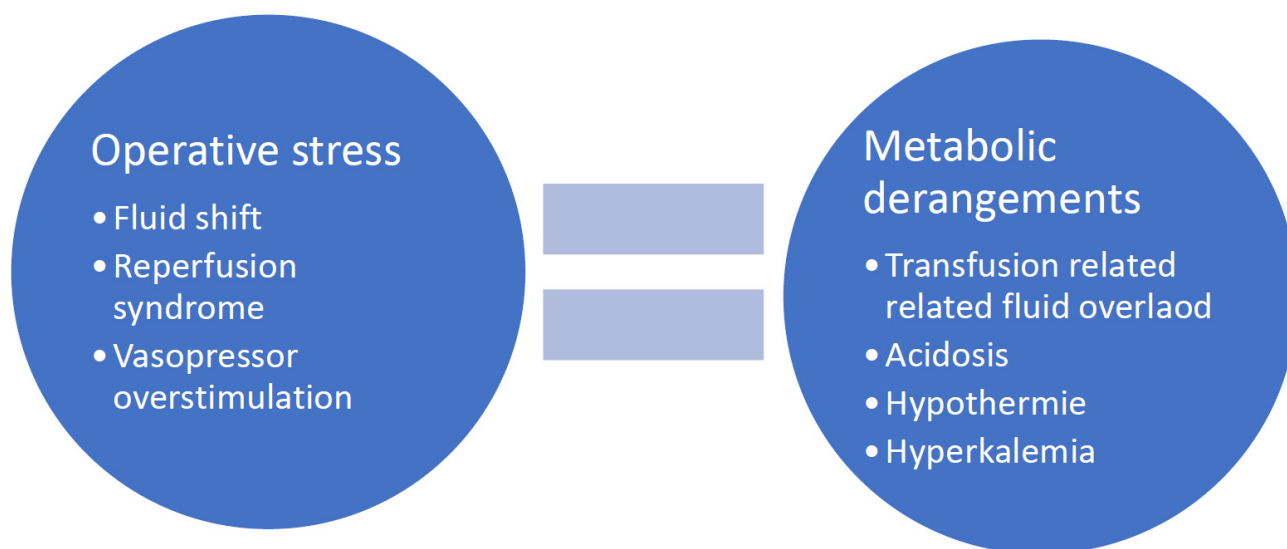 Operative stress
• Fluid shift
• Reperfusion
syndrome
• Vasopressor
overstimulation
Metabolic
derangements
• Transfusion related
related fluid overlaod
• Acidosis
• Hypothermie
• Hyperkalemia